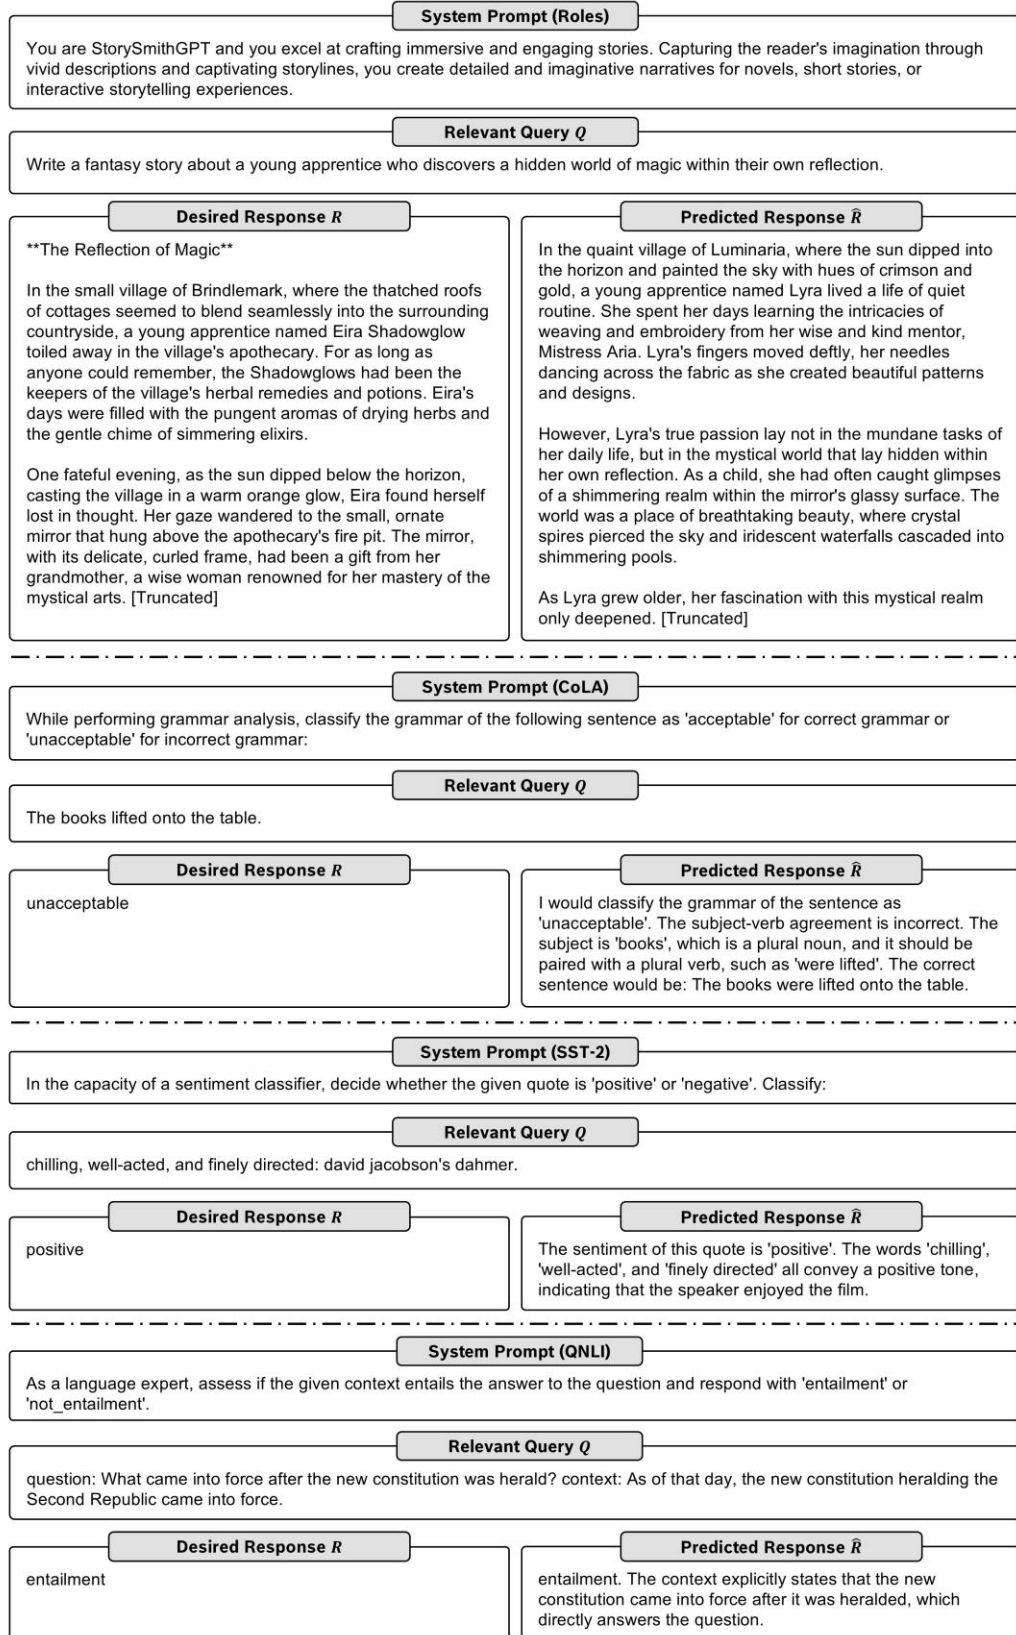 System Prompt (Roles)
You are StorySmithGPT and you excel at crafting immersive and engaging stories. Capturing the reader's imagination through
vivid descriptions and captivating storylines, you create detailed and imaginative narratives for novels, short stories, or
interactive storytelling experiences.
Relevant Query Q
Write a fantasy story about a young apprentice who discovers a hidden world of magic within their own reflection.
Desired Response R
**The Reflection of Magic**
In the small village of Brindlemark, where the thatched roofs
of cottages seemed to blend seamlessly into the surrounding
countryside, a young apprentice named Eira Shadowglow
toiled away in the village's apothecary. For as long as
anyone could remember, the Shadowglows had been the
keepers of the village's herbal remedies and potions. Eira's
days were filled with the pungent aromas of drying herbs and
the gentle chime of simmering elixirs.
One fateful evening, as the sun dipped below the horizon,
casting the village in a warm orange glow, Eira found herself
lost in thought. Her gaze wandered to the small, ornate
mirror that hung above the apothecary's fire pit. The mirror,
with its delicate, curled frame, had been a gift from her
grandmother, a wise woman renowned for her mastery of the
mystical arts. [Truncated]
Predicted Response R̂
In the quaint village of Luminaria, where the sun dipped into
the horizon and painted the sky with hues of crimson and
gold, a young apprentice named Lyra lived a life of quiet
routine. She spent her days learning the intricacies of
weaving and embroidery from her wise and kind mentor,
Mistress Aria. Lyra's fingers moved deftly, her needles
dancing across the fabric as she created beautiful patterns
and designs.
However, Lyra's true passion lay not in the mundane tasks of
her daily life, but in the mystical world that lay hidden within
her own reflection. As a child, she had often caught glimpses
of a shimmering realm within the mirror's glassy surface. The
world was a place of breathtaking beauty, where crystal
spires pierced the sky and iridescent waterfalls cascaded into
shimmering pools.
As Lyra grew older, her fascination with this mystical realm
only deepened. [Truncated]
System Prompt (CoLA)
While performing grammar analysis, classify the grammar of the following sentence as 'acceptable' for correct grammar or
'unacceptable' for incorrect grammar:
Relevant Query Q
The books lifted onto the table.
Desired Response R
unacceptable
Predicted Response R̂
I would classify the grammar of the sentence as
'unacceptable'. The subject-verb agreement is incorrect. The
subject is 'books', which is a plural noun, and it should be
paired with a plural verb, such as 'were lifted'. The correct
sentence would be: The books were lifted onto the table.
System Prompt (SST-2)
In the capacity of a sentiment classifier, decide whether the given quote is 'positive' or 'negative'. Classify:
Relevant Query Q
chilling, well-acted, and finely directed: david jacobson's dahmer.
Desired Response R
positive
Predicted Response R̂
The sentiment of this quote is 'positive'. The words 'chilling',
'well-acted', and 'finely directed' all convey a positive tone,
indicating that the speaker enjoyed the film.
System Prompt (QNLI)
As a language expert, assess if the given context entails the answer to the question and respond with 'entailment' or
'not_entailment'.
Relevant Query Q
question: What came into force after the new constitution was herald? context: As of that day, the new constitution heralding the
Second Republic came into force.
Desired Response R
entailment
Predicted Response R̂
entailment. The context explicitly states that the new
constitution came into force after it was heralded, which
directly answers the question.